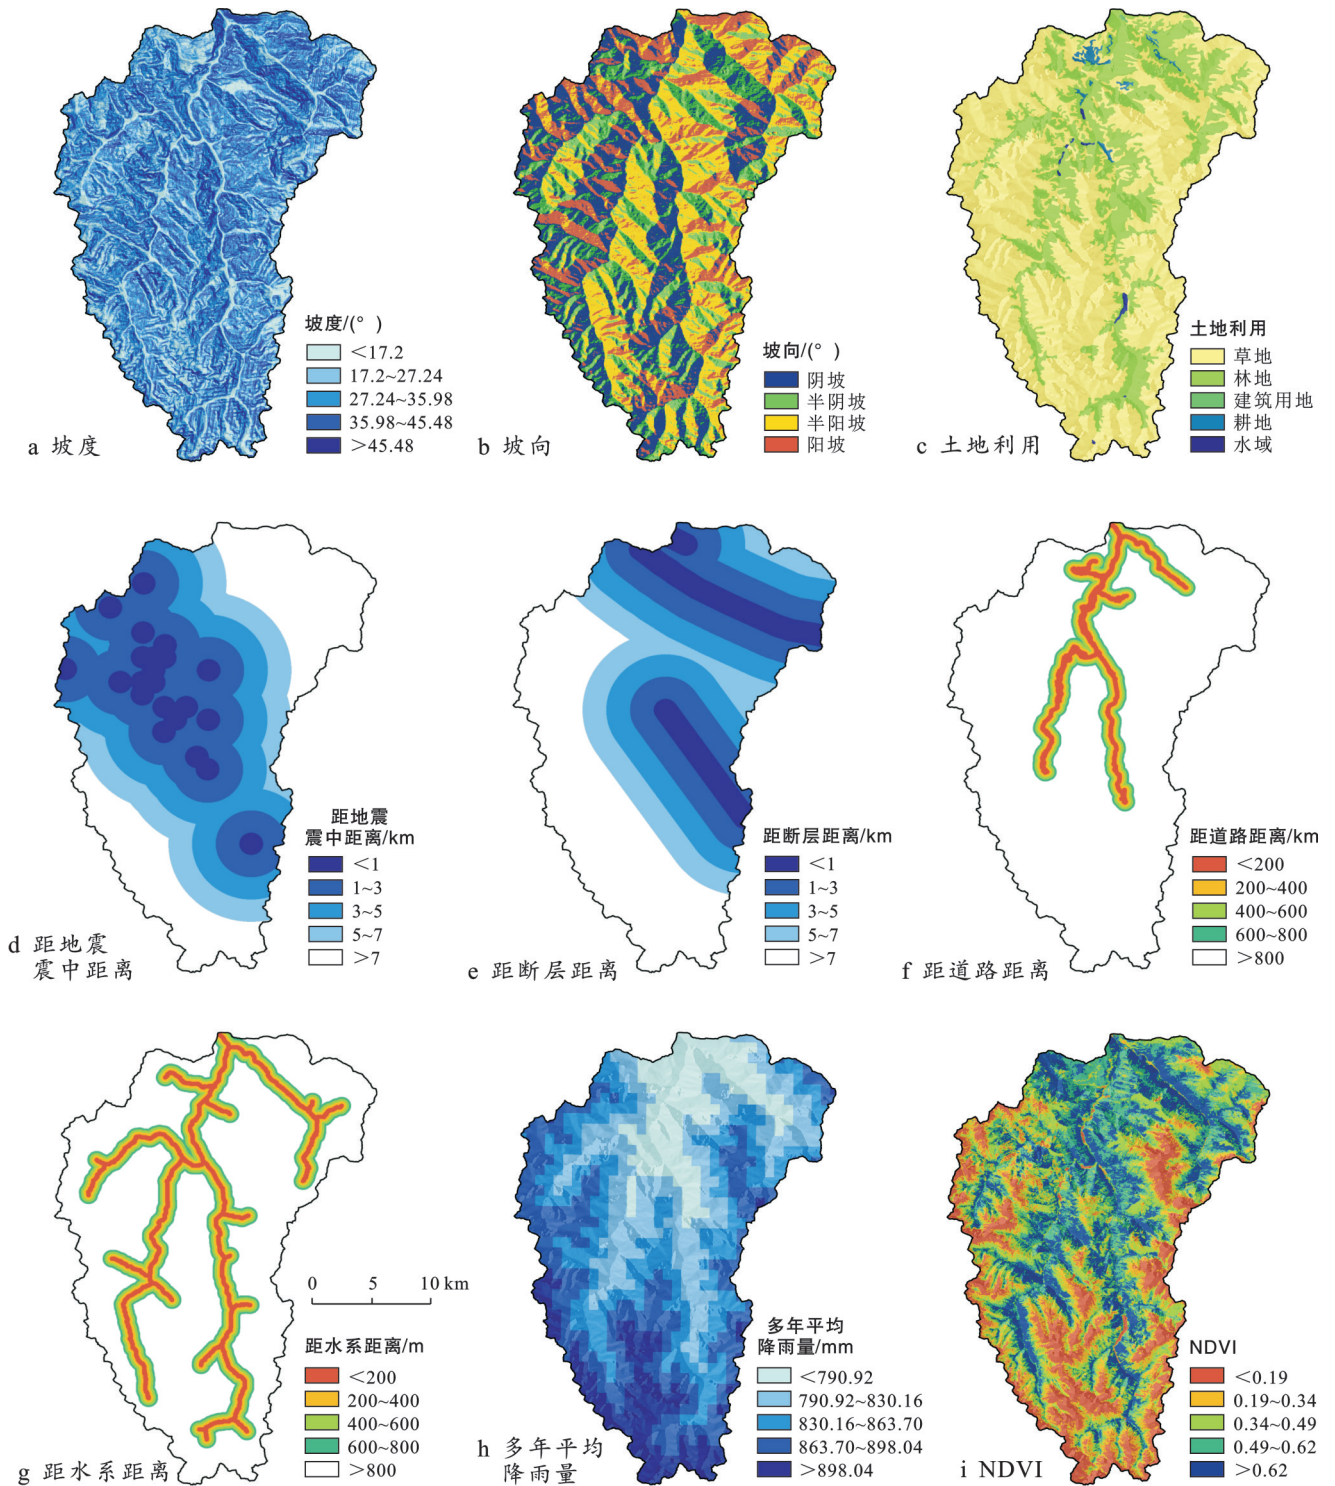 坡度/(° )
<17.2
17.2~27.24
27.24~35.98
35.98~45.48
>45.48
a 坡度
坡向/(° )
阴坡
半阴坡
半阳坡
阳坡
b 坡向
土地利用
草地
林地
建筑用地
耕地
水域
c 土地利用
距地震
震中距离/km
<1
1~3
3~5
5~7
>7
d 距地震
震中距离
距断层距离/km
<1
1~3
3~5
5~7
>7
e 距断层距离
距道路距离/km
<200
200~400
400~600
600~800
>800
f 距道路距离
0 5 10 km
距水系距离/m
<200
200~400
400~600
600~800
>800
g 距水系距离
多年平均
降雨量/mm
<790.92
790.92~830.16
830.16~863.70
863.70~898.04
>898.04
h 多年平均
降雨量
NDVI
<0.19
0.19~0.34
0.34~0.49
0.49~0.62
>0.62
i NDVI